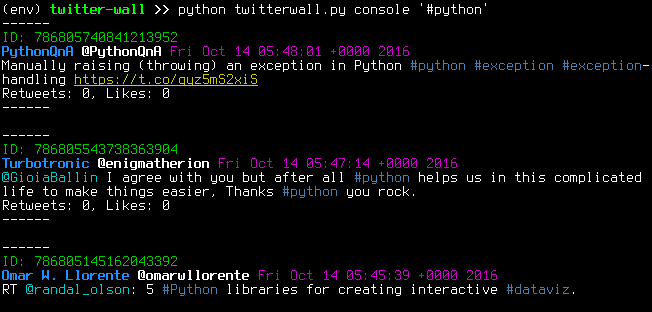 (env) twitter-wall >> python twitterwall.py console '#python'
------
ID: 786805740841213952
PythonQnA @PythonQnA Fri Oct 14 05:48:01 +0000 2016
Manually raising (throwing) an exception in Python #python #exception #exception-
handling https://t.co/qyz5mS2xiS
Retweets: 0, Likes: 0
------
------
ID: 786805543738363904
Turbotronic @enigmatherion Fri Oct 14 05:47:14 +0000 2016
@GioiaBallin I agree with you but after all #python helps us in this complicated
life to make things easier, Thanks #python you rock.
Retweets: 0, Likes: 0
------
------
ID: 786805145162043392
Omar W. Llorente @omarwllorente Fri Oct 14 05:45:39 +0000 2016
RT @randal_olson: 5 #Python libraries for creating interactive #dataviz.